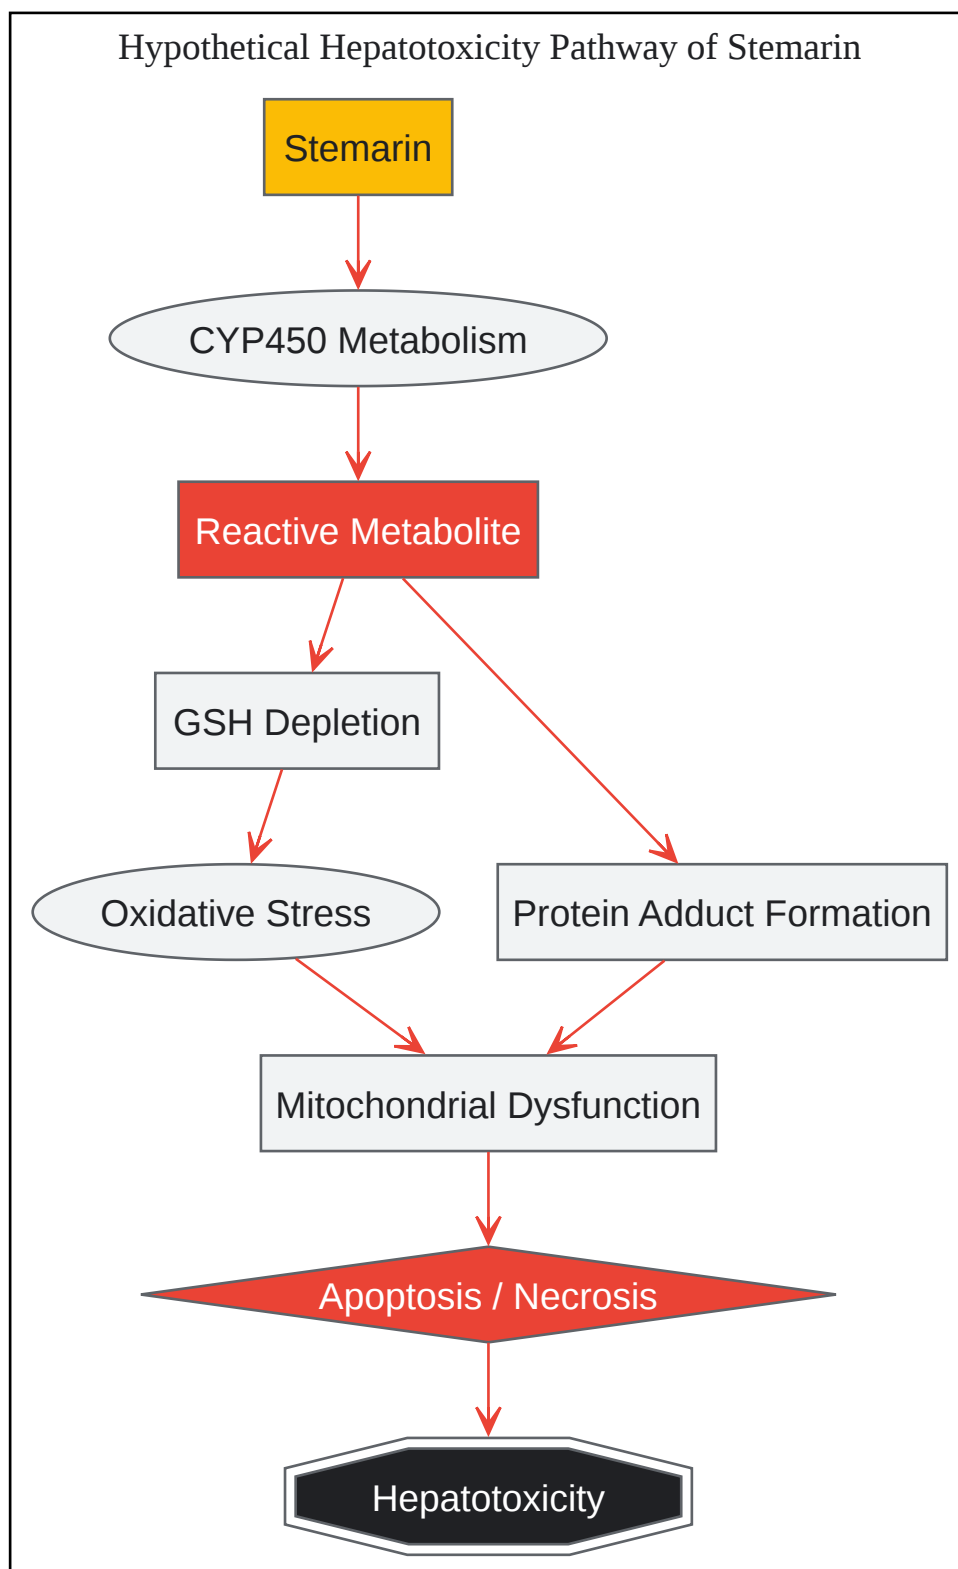 Hypothetical Hepatotoxicity Pathway of Stemarin
Stemarin
CYP450 Metabolism
Reactive Metabolite
GSH Depletion
Oxidative Stress
Protein Adduct Formation
Mitochondrial Dysfunction
Apoptosis / Necrosis
Hepatotoxicity